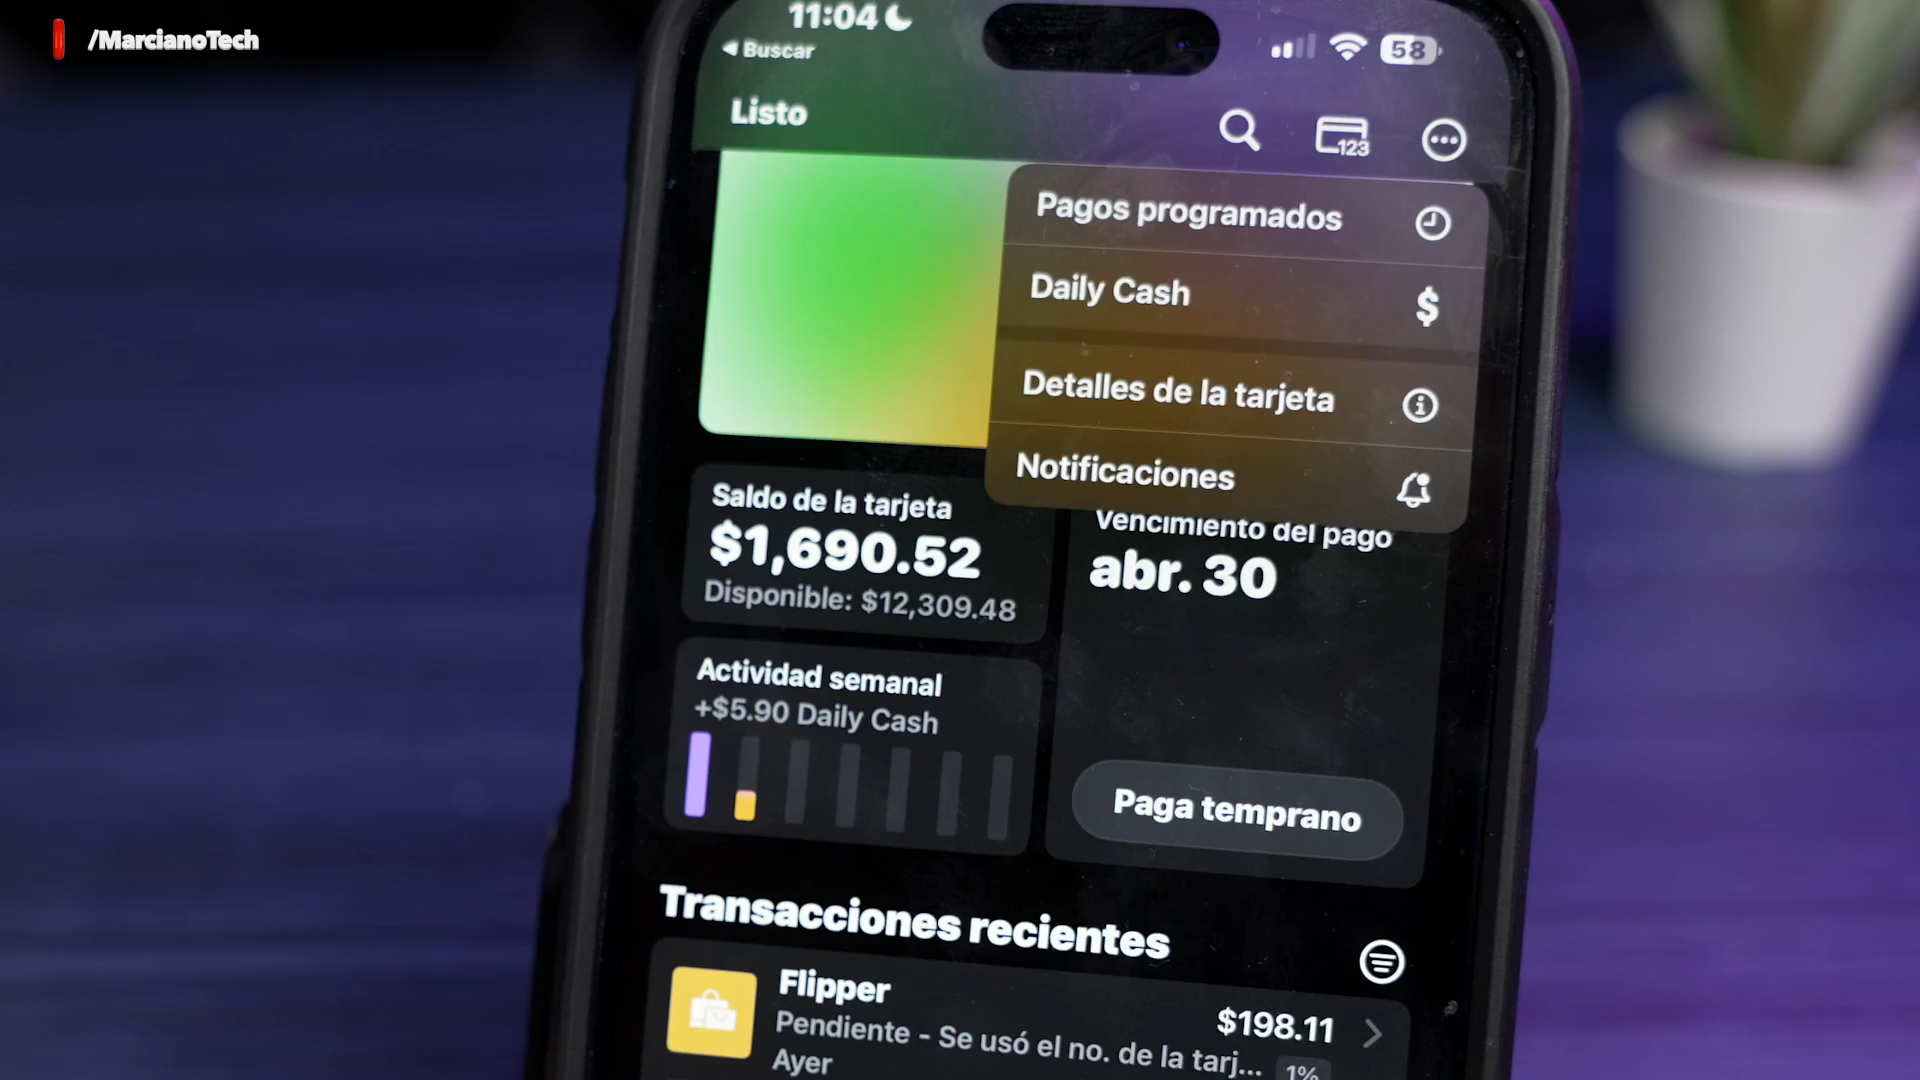 /MarcianoTech
11:04
Buscar
58
Listo
123
Pagos programados
Daily Cash
$
Detalles de la tarjeta
Notificaciones
Saldo de la tarjeta
$1,690.52
Disponible: $12,309.48
Vencimiento del pago
abr. 30
Actividad semanal
+$5.90 Daily Cash
Paga temprano
Transacciones recientes
Flipper
$198.11
Pendiente - Se usó el no. de la tarj...
1%
Ayer